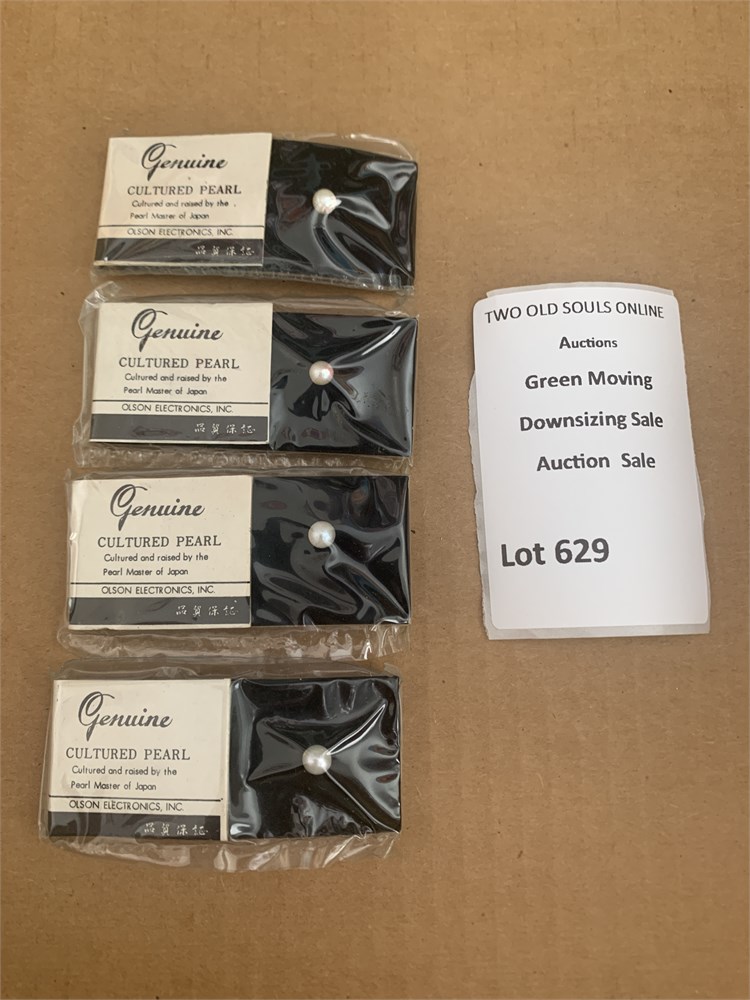 Genuine
CULTURED PEARL
Cultured and raised by the
Pearl Master of Japan
OLSON ELECTRONICS, INC.
品質保証
Genuine
CULTURED PEARL
Cultured and raised by the
Pearl Master of Japan
OLSON ELECTRONICS, INC.
品質保証
Genuine
CULTURED PEARL
Cultured and raised by the
Pearl Master of Japan
OLSON ELECTRONICS, INC.
品質保証
Genuine
CULTURED PEARL
Cultured and raised by the
Pearl Master of Japan
OLSON ELECTRONICS, INC.
品質保証
TWO OLD SOULS ONLINE
Auctions
Green Moving
Downsizing Sale
Auction Sale
Lot 629